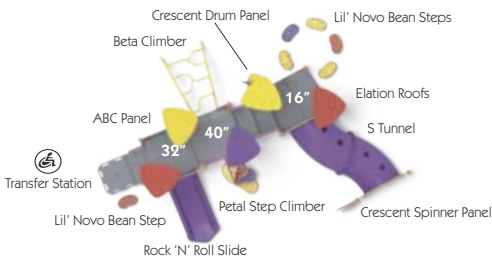 Crescent Drum Panel
Lil' Novo Bean Steps
Beta Climber
Elation Roofs
16"
ABC Panel
40"
S Tunnel
32"
Transfer Station
Petal Step Climber
Crescent Spinner Panel
Lil' Novo Bean Step
Rock 'N' Roll Slide